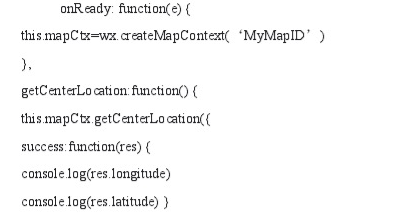 onReady: function(e) {
this.mapCtx=wx.createMapContext( ‘MyMapID’ )
},
getCenterLocation:function() {
this.mapCtx.getCenterLocation({
success:function(res) {
console.log(res.longitude)
console.log(res.latitude) }